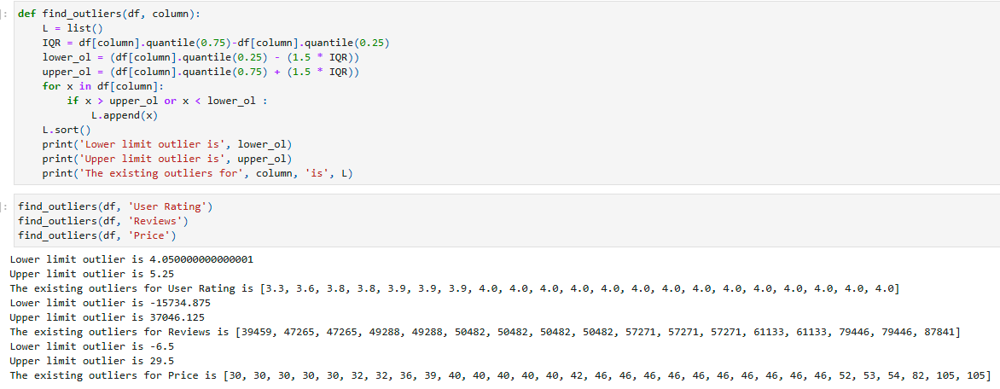 ]: def find_outliers(df, column):
    L = list()
    IQR = df[column].quantile(0.75)-df[column].quantile(0.25)
    lower_ol = (df[column].quantile(0.25) - (1.5 * IQR))
    upper_ol = (df[column].quantile(0.75) + (1.5 * IQR))
    for x in df[column]:
        if x > upper_ol or x < lower_ol :
            L.append(x)
    L.sort()
    print('Lower limit outlier is', lower_ol)
    print('Upper limit outlier is', upper_ol)
    print('The existing outliers for', column, 'is', L)
]: find_outliers(df, 'User Rating')
find_outliers(df, 'Reviews')
find_outliers(df, 'Price')
Lower limit outlier is 4.050000000000001
Upper limit outlier is 5.25
The existing outliers for User Rating is [3.3, 3.6, 3.8, 3.8, 3.9, 3.9, 3.9, 4.0, 4.0, 4.0, 4.0, 4.0, 4.0, 4.0, 4.0, 4.0, 4.0, 4.0, 4.0, 4.0, 4.0]
Lower limit outlier is -15734.875
Upper limit outlier is 37046.125
The existing outliers for Reviews is [39459, 47265, 47265, 49288, 49288, 50482, 50482, 50482, 50482, 57271, 57271, 57271, 61133, 61133, 79446, 79446, 87841]
Lower limit outlier is -6.5
Upper limit outlier is 29.5
The existing outliers for Price is [30, 30, 30, 30, 30, 32, 32, 36, 39, 40, 40, 40, 40, 40, 42, 46, 46, 46, 46, 46, 46, 46, 46, 46, 46, 52, 53, 54, 82, 105, 105]